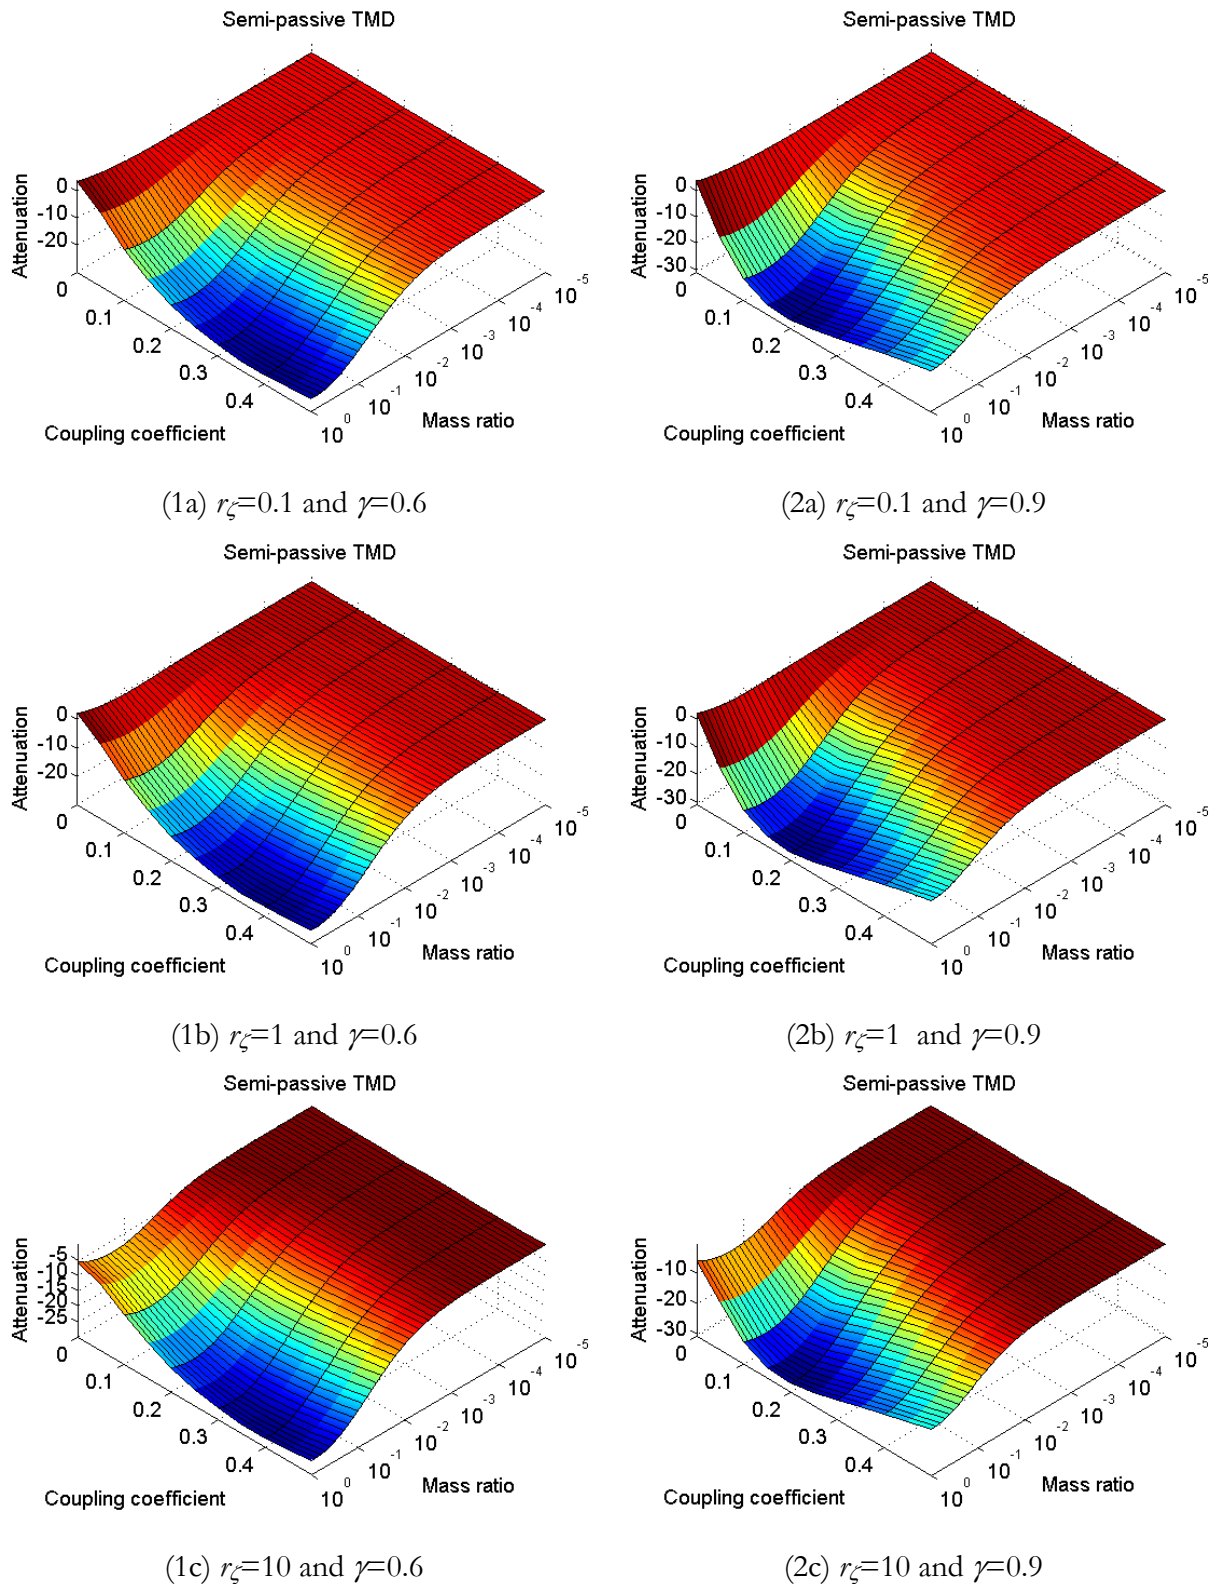 Semi-passive TMD
Attenuation
0
-10
-20
0
0.1
0.2
0.3
0.4
Coupling coefficient
10^0
10^-1
10^-2
10^-3
10^-4
10^-5
Mass ratio
(1a) rζ=0.1 and γ=0.6
Semi-passive TMD
Attenuation
0
-10
-20
-30
0
0.1
0.2
0.3
0.4
Coupling coefficient
10^0
10^-1
10^-2
10^-3
10^-4
10^-5
Mass ratio
(2a) rζ=0.1 and γ=0.9
Semi-passive TMD
Attenuation
0
-10
-20
0
0.1
0.2
0.3
0.4
Coupling coefficient
10^0
10^-1
10^-2
10^-3
10^-4
10^-5
Mass ratio
(1b) rζ=1 and γ=0.6
Semi-passive TMD
Attenuation
0
-10
-20
-30
0
0.1
0.2
0.3
0.4
Coupling coefficient
10^0
10^-1
10^-2
10^-3
10^-4
10^-5
Mass ratio
(2b) rζ=1 and γ=0.9
Semi-passive TMD
Attenuation
-5
-10
-15
-20
-25
0
0.1
0.2
0.3
0.4
Coupling coefficient
10^0
10^-1
10^-2
10^-3
10^-4
10^-5
Mass ratio
(1c) rζ=10 and γ=0.6
Semi-passive TMD
Attenuation
-10
-20
-30
0
0.1
0.2
0.3
0.4
Coupling coefficient
10^0
10^-1
10^-2
10^-3
10^-4
10^-5
Mass ratio
(2c) rζ=10 and γ=0.9